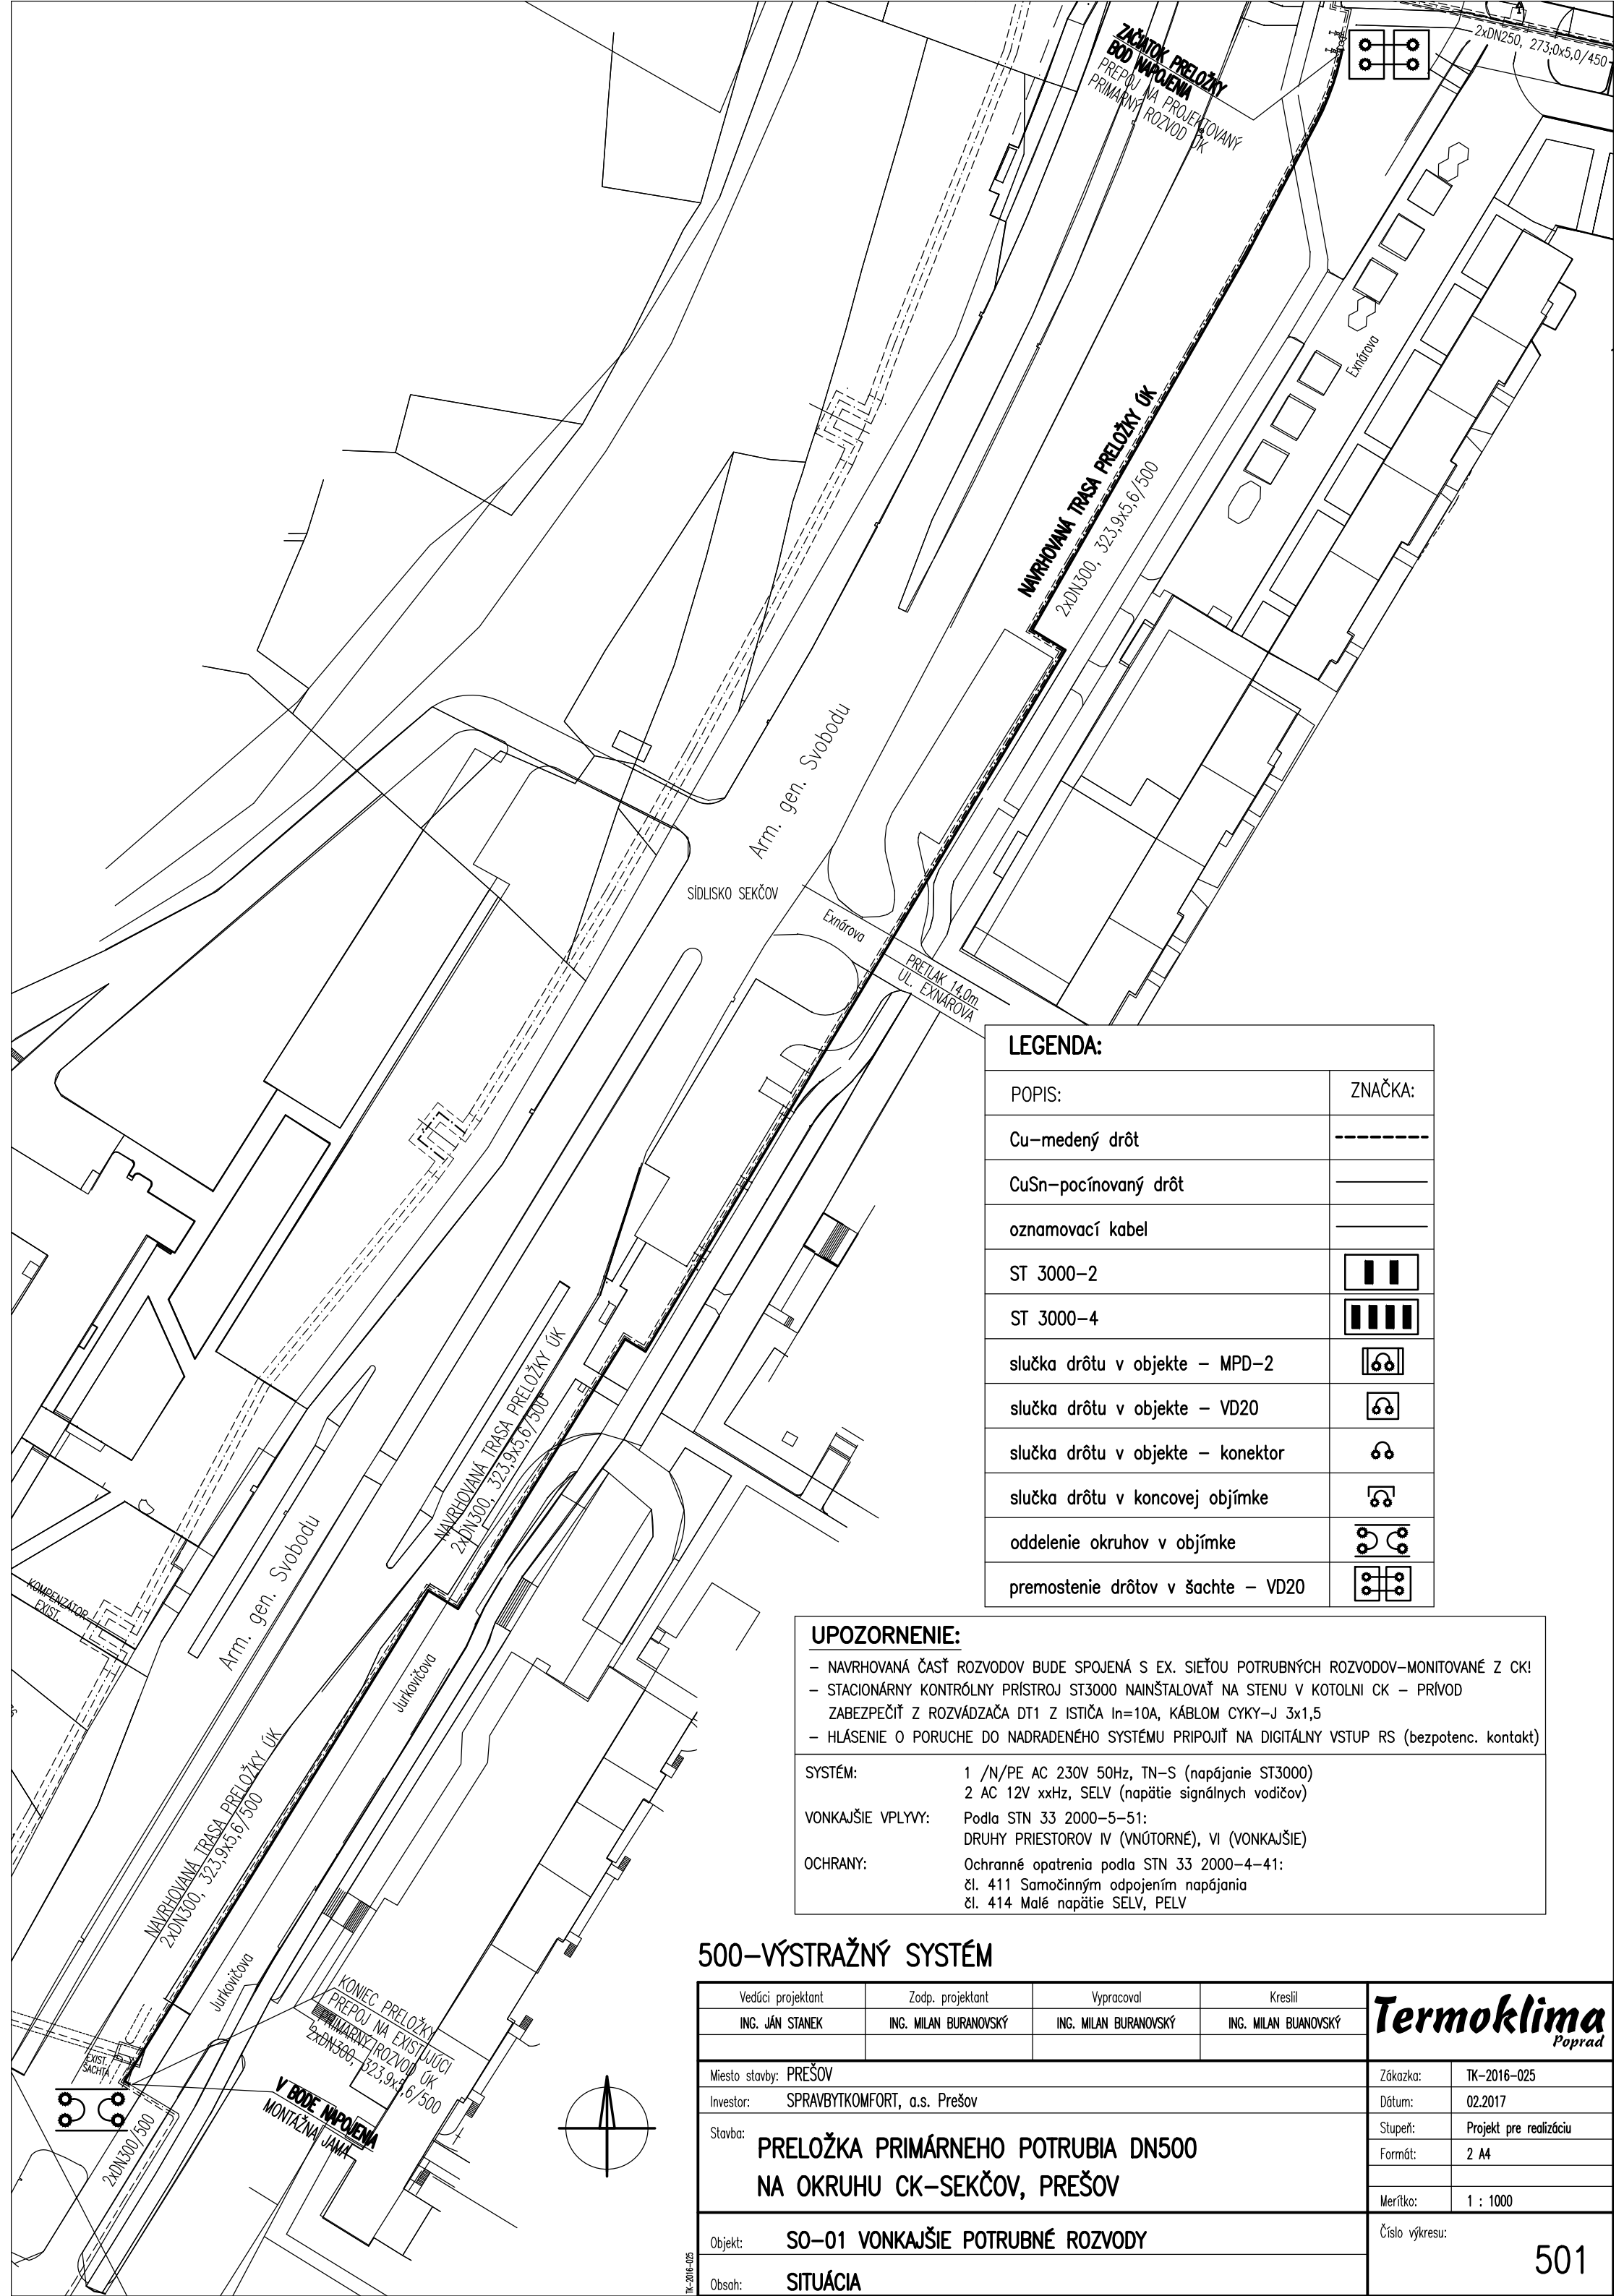 ZAČIATOK PRELOŽKY
BOD NAPOJENIA
PREPOJ NA PROJEKTOVANÝ
PRIMÁRNÝ ROZVOD ÚK
2xDN250, 273,0x5,0/450
Exnárova
NAVRHOVANÁ TRASA PRELOŽKY ÚK
2xDN300, 323,9x5,6/500
Arm. gen. Svobodu
SÍDLISKO SEKČOV
Exnárova
PRETLAK 14,0m
UL. EXNÁROVA
LEGENDA:
POPIS:
ZNAČKA:
Cu-medený drôt
CuSn-pocínovaný drôt
oznamovací kabel
ST 3000-2
ST 3000-4
slučka drôtu v objekte - MPD-2
slučka drôtu v objekte - VD20
slučka drôtu v objekte - konektor
slučka drôtu v koncovej objímke
oddelenie okruhov v objímke
premostenie drôtov v šachte - VD20
NAVRHOVANÁ TRASA PRELOŽKY ÚK
2xDN300, 323,9x5,6/500
KOMPENZÁTOR
EXIST.
Arm. gen. Svobodu
Jurkovičova
NAVRHOVANÁ TRASA PRELOŽKY ÚK
2xDN300, 323,9x5,6/500
Jurkovičova
KONIEC PRELOŽKY
PREPOJ NA EXISTUJÚCI
PRIMÁRNÝ ROZVOD ÚK
2xDN300, 323,9x5,6/500
EXIST.
ŠACHTA
V BODE NAPOJENIA
MONTÁŽNA JAMA
2xDN300/500
UPOZORNENIE:
- NAVRHOVANÁ ČASŤ ROZVODOV BUDE SPOJENÁ S EX. SIEŤOU POTRUBNÝCH ROZVODOV-MONITOVANÉ Z CK!
- STACIONÁRNY KONTRÓLNY PRÍSTROJ ST3000 NAINŠTALOVAŤ NA STENU V KOTOLNI CK - PRÍVOD
ZABEZPEČIŤ Z ROZVÁDZAČA DT1 Z ISTIČA In=10A, KÁBLOM CYKY-J 3x1,5
- HLÁSENIE O PORUCHE DO NADRADENÉHO SYSTÉMU PRIPOJIŤ NA DIGITÁLNY VSTUP RS (bezpotenc. kontakt)
SYSTÉM: 1 /N/PE AC 230V 50Hz, TN-S (napájanie ST3000)
2 AC 12V xxHz, SELV (napätie signálnych vodičov)
VONKAJŠIE VPLYVY: Podla STN 33 2000-5-51:
DRUHY PRIESTOROV IV (VNÚTORNÉ), VI (VONKAJŠIE)
OCHRANY: Ochranné opatrenia podla STN 33 2000-4-41:
čl. 411 Samočinným odpojením napájania
čl. 414 Malé napätie SELV, PELV
500-VÝSTRAŽNÝ SYSTÉM
Vedúci projektant Zodp. projektant Vypracoval Kreslil
ING. JÁN STANEK ING. MILAN BURANOVSKÝ ING. MILAN BURANOVSKÝ ING. MILAN BUANOVSKÝ
Termoklima
Poprad
Miesto stavby: PREŠOV
Investor: SPRAVBYTKOMFORT, a.s. Prešov
Stavba: PRELOŽKA PRIMÁRNEHO POTRUBIA DN500
NA OKRUHU CK-SEKČOV, PREŠOV
Zákazka: TK-2016-025
Dátum: 02.2017
Stupeň: Projekt pre realizáciu
Formát: 2 A4
Merítko: 1 : 1000
Objekt: SO-01 VONKAJŠIE POTRUBNÉ ROZVODY
Obsah: SITUÁCIA
Číslo výkresu:
501
TK-2016-025